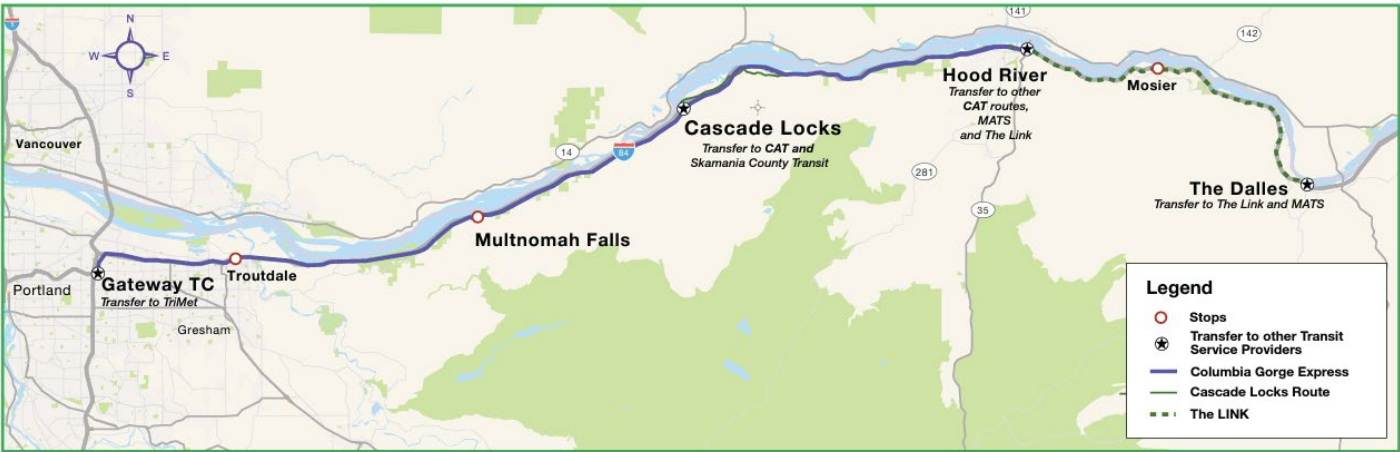 N
W
E
S
5
141
142
Vancouver
Hood River
Transfer to other
CAT routes,
MATS
and The Link
Mosier
Cascade Locks
Transfer to CAT and
Skamania County Transit
14
84
281
35
The Dalles
Transfer to The Link and MATS
Multnomah Falls
Troutdale
Gateway TC
Transfer to TriMet
Portland
Gresham
Legend
Stops
Transfer to other Transit
Service Providers
Columbia Gorge Express
Cascade Locks Route
The LINK